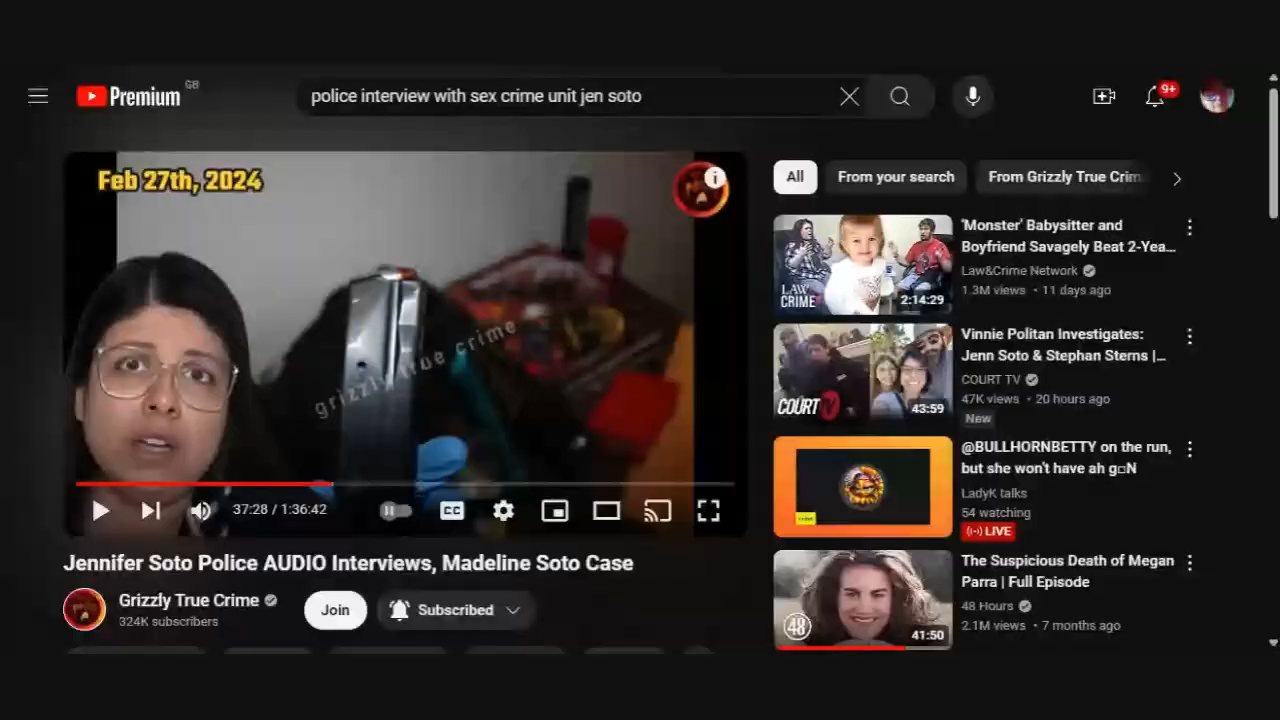 Premium GB
police interview with sex crime unit jen soto
9+
Feb 27th, 2024
i
grizzly true crime
37:28 / 1:36:42
CC
Jennifer Soto Police AUDIO Interviews, Madeline Soto Case
Grizzly True Crime
324K subscribers
Join
Subscribed
All
From your search
From Grizzly True Crim
'Monster' Babysitter and
Boyfriend Savagely Beat 2-Yea...
Law&Crime Network
1.3M views • 11 days ago
LAW
CRIME
2:14:29
Vinnie Politan Investigates:
Jenn Soto & Stephan Sterns |...
COURT TV
47K views • 20 hours ago
New
COURT TV
43:59
@BULLHORNBETTY on the run,
but she won't have ah g□N
LadyK talks
54 watching
LIVE
The Suspicious Death of Megan
Parra | Full Episode
48 Hours
2.1M views • 7 months ago
48
41:50